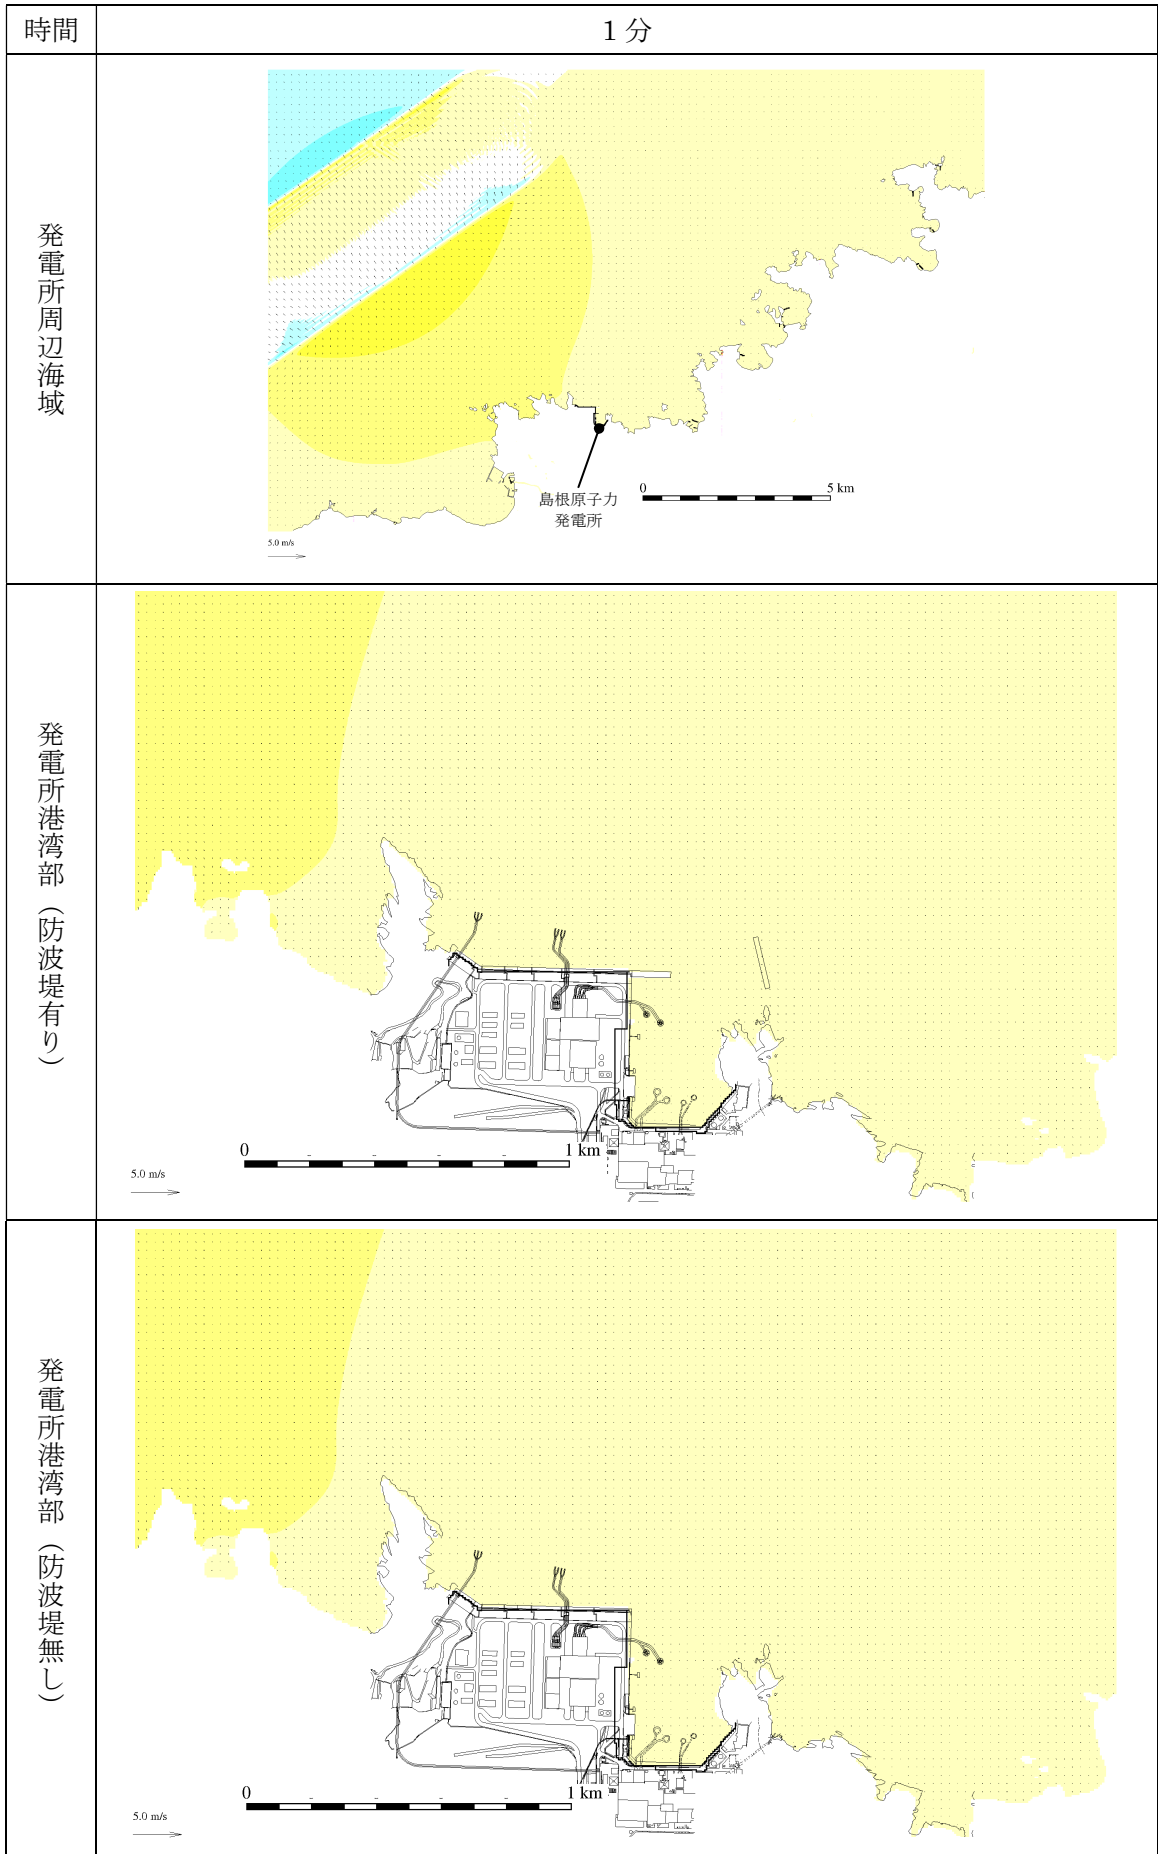 時間
１分
発電所周辺海域
島根原子力
発電所
0
5 km
5.0 m/s
発電所港湾部（防波堤有り）
0
1 km
5.0 m/s
発電所港湾部（防波堤無し）
0
1 km
5.0 m/s